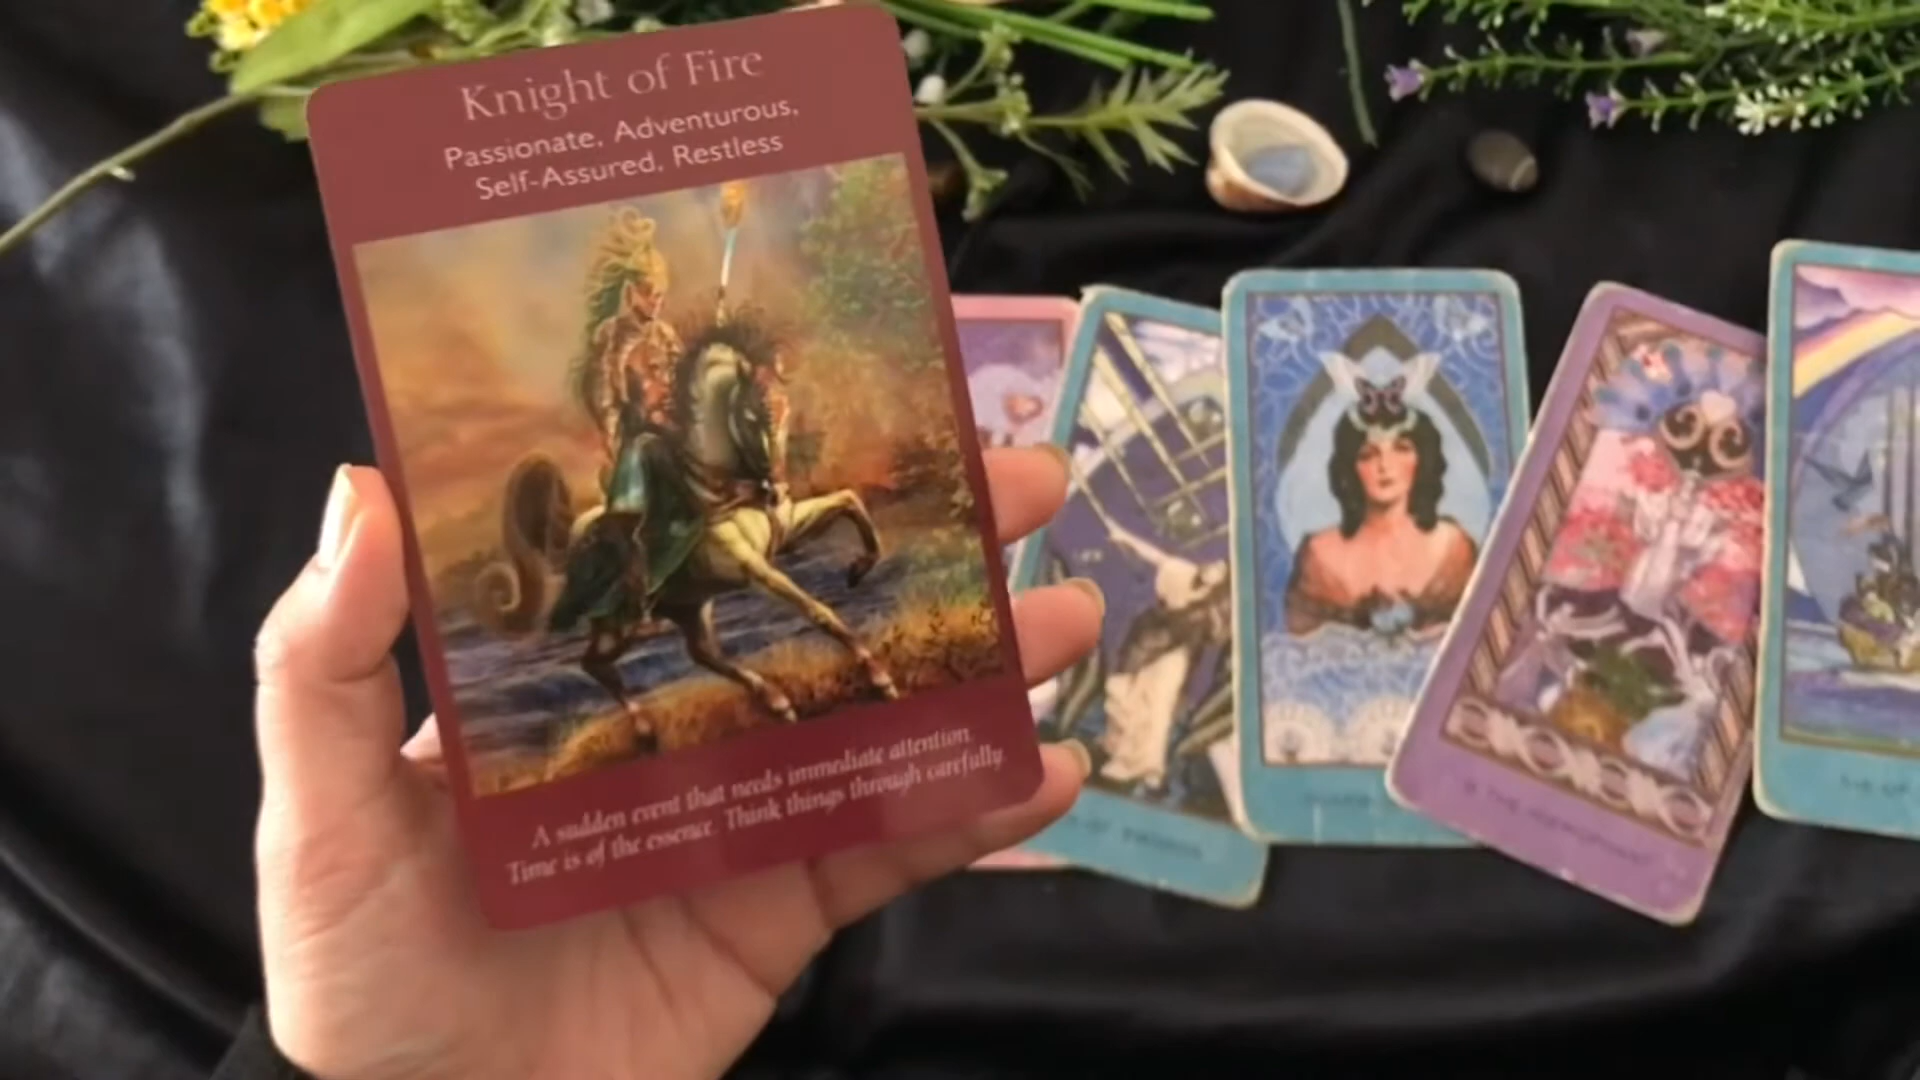 Knight of Fire
Passionate, Adventurous,
Self-Assured, Restless
A sudden event that needs immediate attention.
Time is of the essence. Think things through carefully.